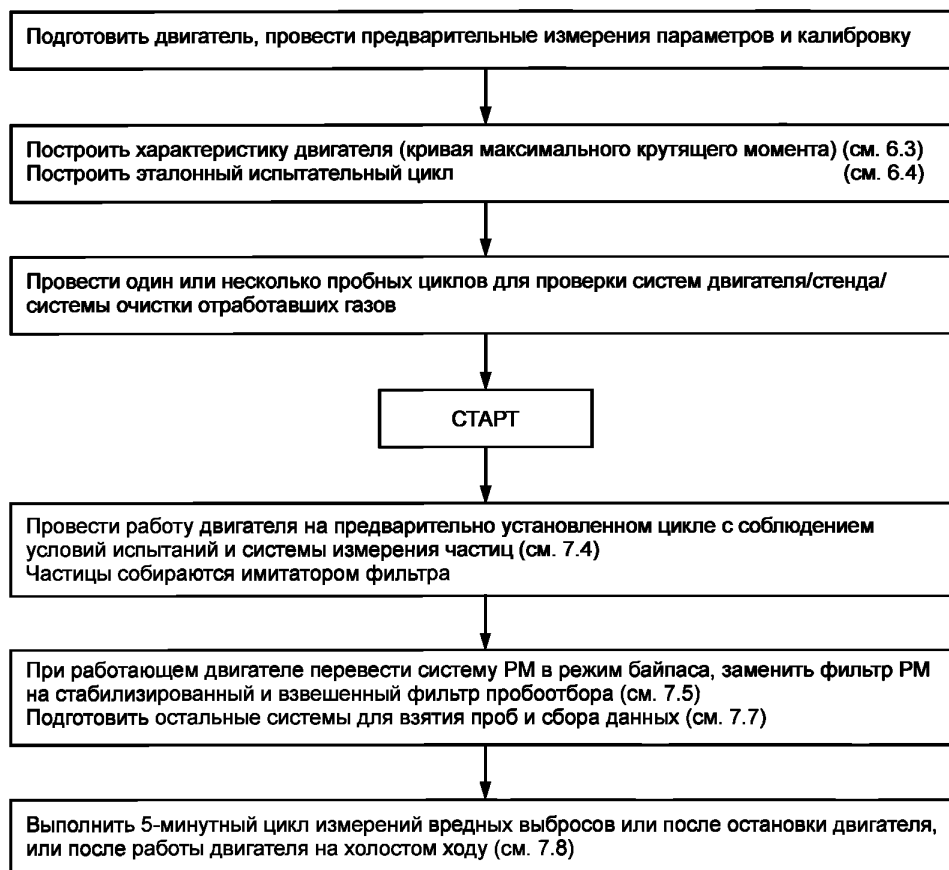 Подготовить двигатель, провести предварительные измерения параметров и калибровку
Построить характеристику двигателя (кривая максимального крутящего момента) (см. 6.3)
Построить эталонный испытательный цикл (см. 6.4)
Провести один или несколько пробных циклов для проверки систем двигателя/стенда/
системы очистки отработавших газов
СТАРТ
Провести работу двигателя на предварительно установленном цикле с соблюдением
условий испытаний и системы измерения частиц (см. 7.4)
Частицы собираются имитатором фильтра
При работающем двигателе перевести систему РМ в режим байпаса, заменить фильтр РМ
на стабилизированный и взвешенный фильтр пробоотбора (см. 7.5)
Подготовить остальные системы для взятия проб и сбора данных (см. 7.7)
Выполнить 5-минутный цикл измерений вредных выбросов или после остановки двигателя,
или после работы двигателя на холостом ходу (см. 7.8)